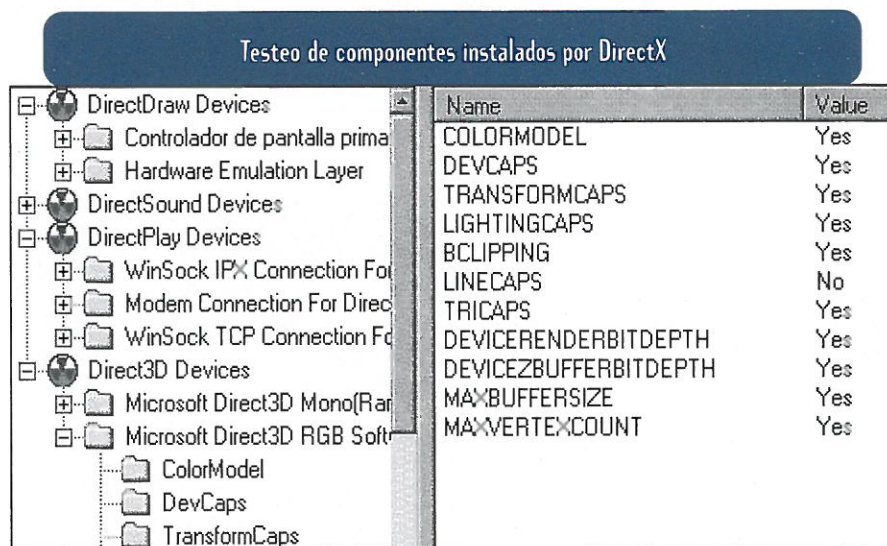 Testeo de componentes instalados por DirectX
DirectDraw Devices
Controlador de pantalla prima
Hardware Emulation Layer
DirectSound Devices
DirectPlay Devices
WinSock IPX Connection For
Modem Connection For Direc
WinSock TCP Connection Fo
Direct3D Devices
Microsoft Direct3D Mono(Ram
Microsoft Direct3D RGB Soft
ColorModel
DevCaps
TransformCaps
Name Value
COLORMODEL Yes
DEVCAPS Yes
TRANSFORMCAPS Yes
LIGHTINGCAPS Yes
BCLIPPING Yes
LINECAPS No
TRICAPS Yes
DEVICERENDERBITDEPTH Yes
DEVICEZBUFFERBITDEPTH Yes
MAXBUFFERSIZE Yes
MAXVERTEXCOUNT Yes